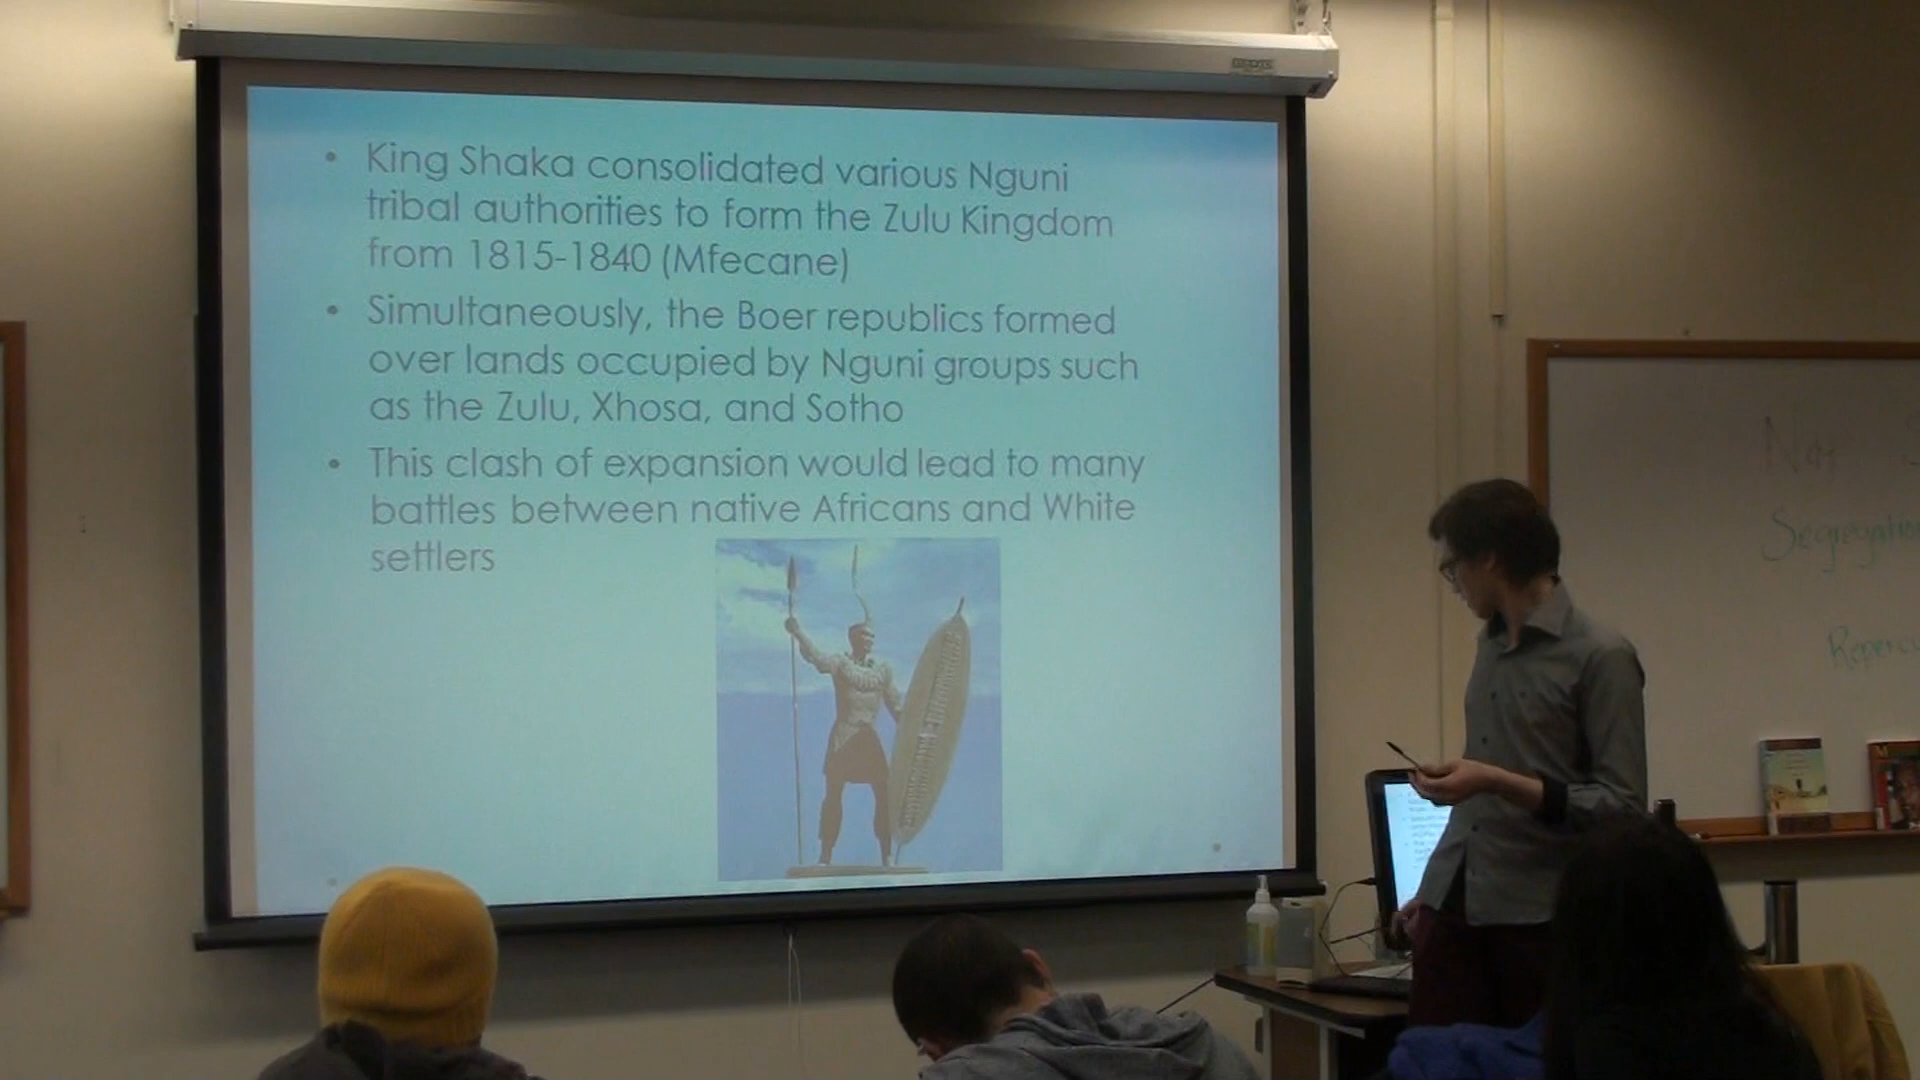 King Shaka consolidated various Nguni
tribal authorities to form the Zulu Kingdom
from 1815-1840 (Mfecane)
Simultaneously, the Boer republics formed
over lands occupied by Nguni groups such
as the Zulu, Xhosa, and Sotho
This clash of expansion would lead to many
battles between native Africans and White
settlers
Segregation